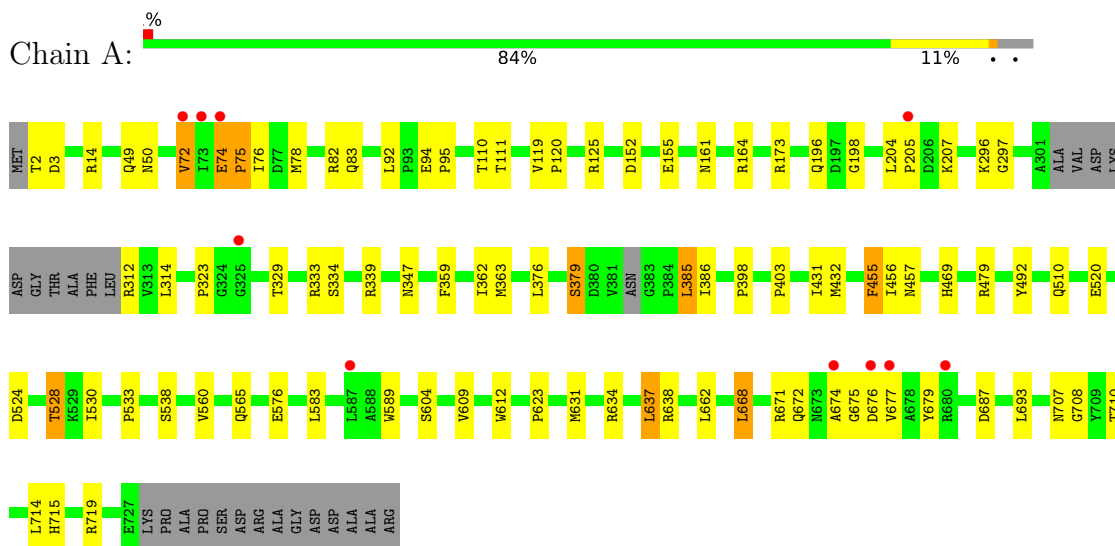 .%
Chain A:
84% 11% • •
MET T2 D3 R14 Q49 N50 V72 I73 E74 P75 I76 D77 M78 R82 Q83 L92 P93 E94 P95 T110 T111 V119 P120 R125 D152 E155 N161 R164 R173 Q196 D197 G198 L204 P205 D206 K207 K296 G297 A301 ALA VAL ASP LYS
ASP GLY THR ALA PHE LEU R312 V313 L314 P323 G324 G325 T329 R333 S334 R339 N347 F359 I362 M363 L376 S379 D380 V381 ASN G383 P384 L385 I386 P398 P403 I431 M432 F455 I456 N457 H469 R479 Y492 Q510 E520
D524 T528 K529 I530 P533 S538 V560 Q565 E576 L583 L587 A588 W589 S604 V609 W612 P623 M631 R634 L637 R638 L662 L668 R671 Q672 N673 A674 G675 D676 V677 A678 Y679 R680 D687 L693 N707 G708 Y709 T710
L714 H715 R719 E727 LYS PRO ALA PRO SER ASP ARG ALA GLY ASP ASP ALA ALA ARG